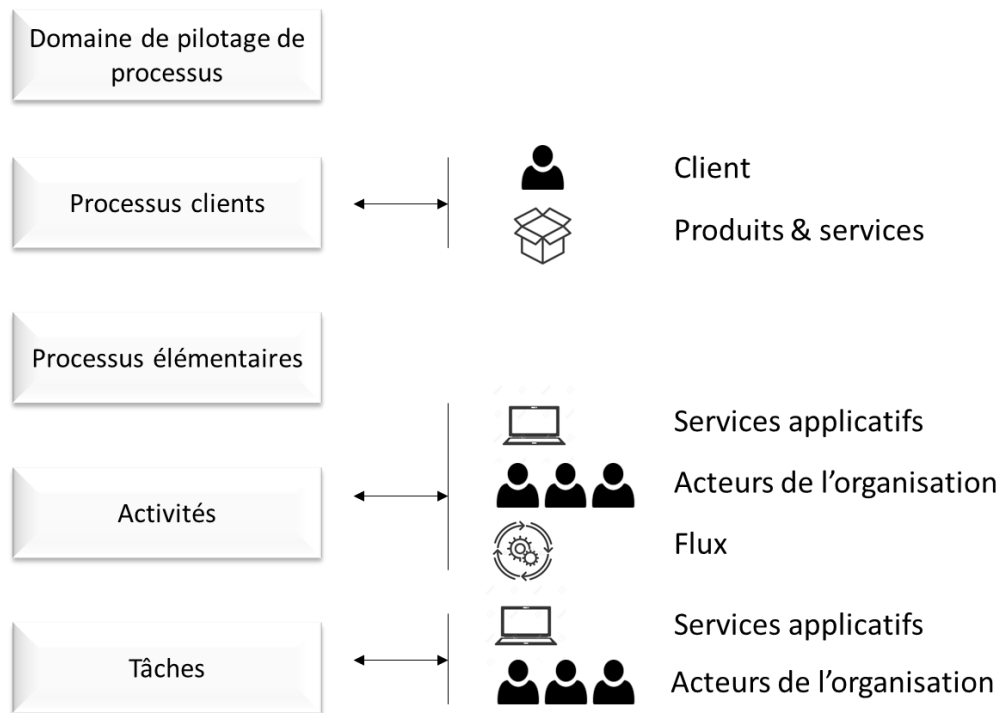 Domaine de pilotage de
processus
Processus clients
Client
Produits & services
Processus élémentaires
Services applicatifs
Acteurs de l’organisation
Activités
Flux
Services applicatifs
Tâches
Acteurs de l’organisation